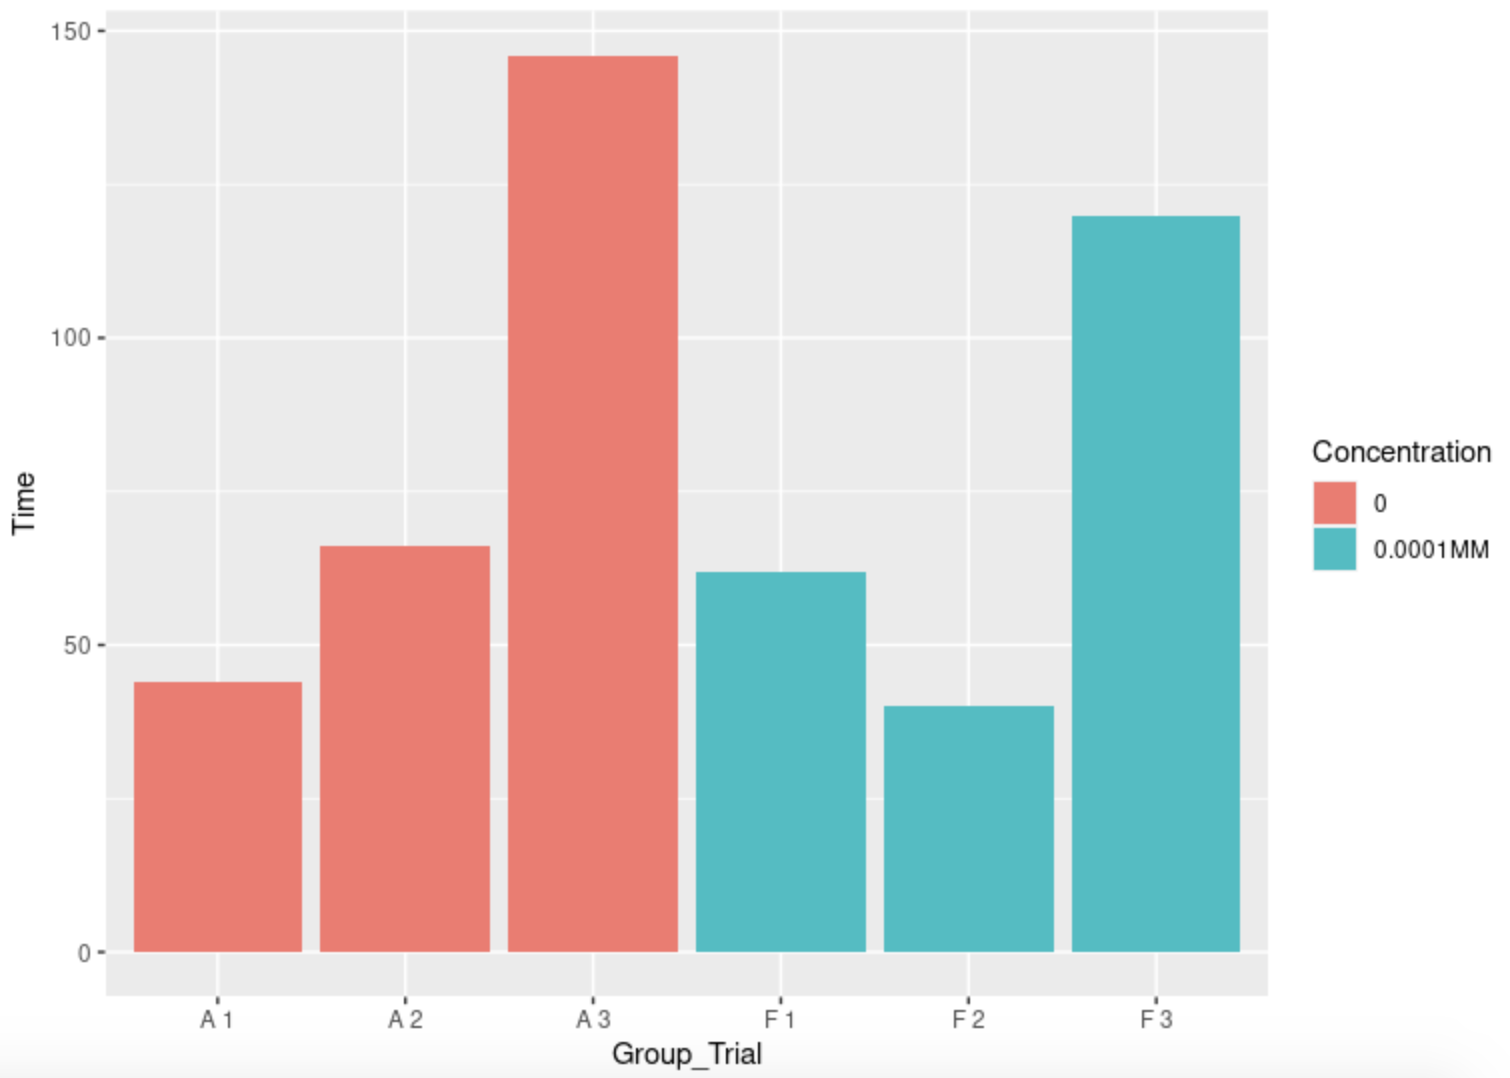 150
100
50
0
Time
A 1
A 2
A 3
F 1
F 2
F 3
Group_Trial
Concentration
0
0.0001MM